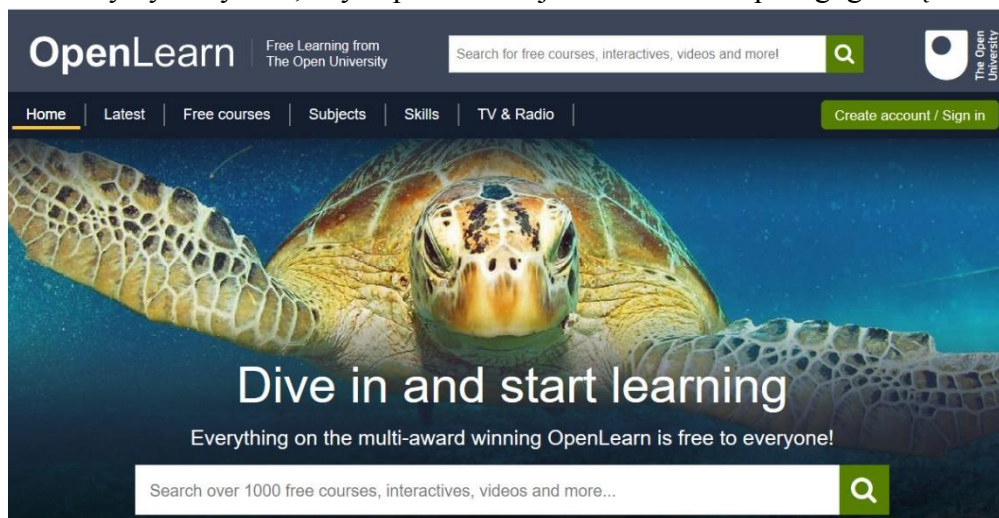 OpenLearn
Free Learning from
The Open University
Search for free courses, interactives, videos and more!
The Open
University
Home
Latest
Free courses
Subjects
Skills
TV & Radio
Create account / Sign in
Dive in and start learning
Everything on the multi-award winning OpenLearn is free to everyone!
Search over 1000 free courses, interactives, videos and more...